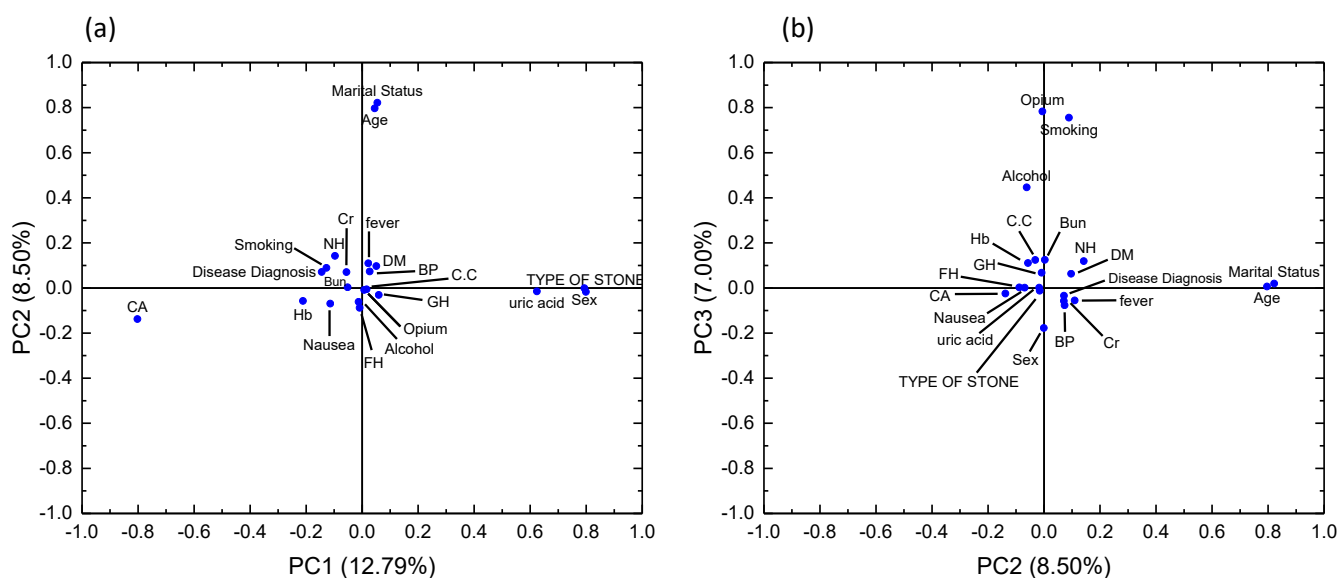 (a)
1.0
0.8
0.6
0.4
0.2
0.0
-0.2
-0.4
-0.6
-0.8
-1.0
PC2 (8.50%)
Marital Status
Age
Cr
fever
NH
Smoking
DM
Disease Diagnosis
BP
Bun
C.C
TYPE OF STONE
CA
GH
uric acid
Sex
Hb
Opium
Nausea
Alcohol
FH
-1.0 -0.8 -0.6 -0.4 -0.2 0.0 0.2 0.4 0.6 0.8 1.0
PC1 (12.79%)
(b)
1.0
0.8
0.6
0.4
0.2
0.0
-0.2
-0.4
-0.6
-0.8
-1.0
PC3 (7.00%)
Opium
Smoking
Alcohol
C.C
Bun
Hb
NH
DM
GH
FH
Disease Diagnosis
Marital Status
CA
Age
fever
Nausea
uric acid
BP
Cr
Sex
TYPE OF STONE
-1.0 -0.8 -0.6 -0.4 -0.2 0.0 0.2 0.4 0.6 0.8 1.0
PC2 (8.50%)